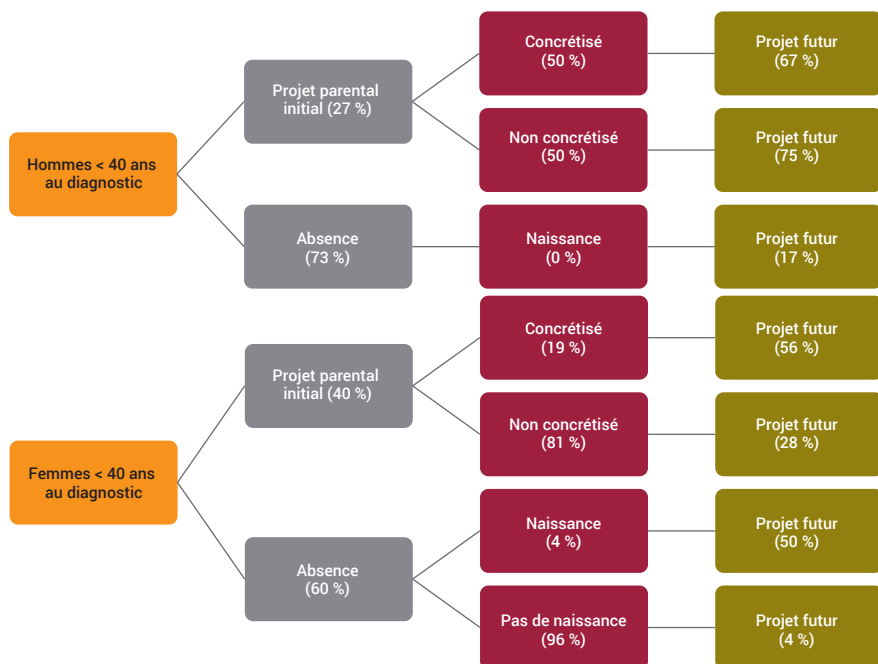 Hommes < 40 ans
au diagnostic
Projet parental
initial (27 %)
Concrétisé
(50 %)
Projet futur
(67 %)
Non concrétisé
(50 %)
Projet futur
(75 %)
Absence
(73 %)
Naissance
(0 %)
Projet futur
(17 %)
Femmes < 40 ans
au diagnostic
Projet parental
initial (40 %)
Concrétisé
(19 %)
Projet futur
(56 %)
Non concrétisé
(81 %)
Projet futur
(28 %)
Absence
(60 %)
Naissance
(4 %)
Projet futur
(50 %)
Pas de naissance
(96 %)
Projet futur
(4 %)